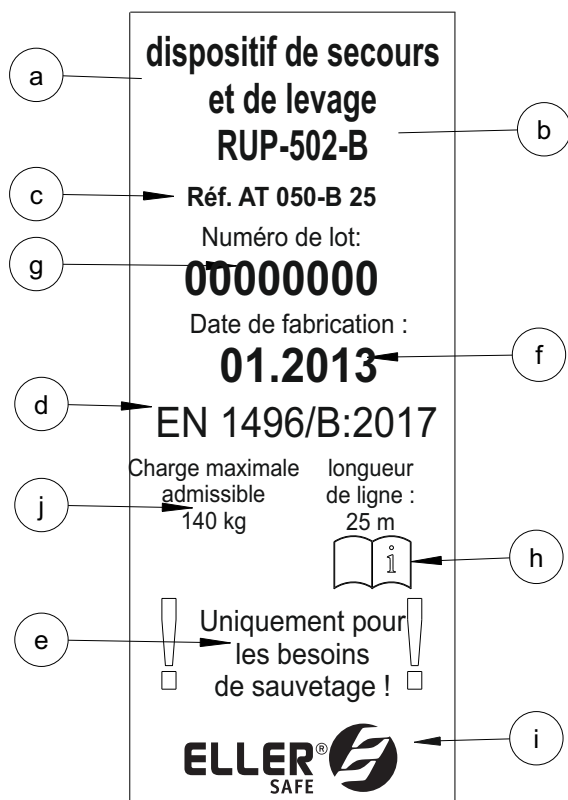 a
dispositif de secours
et de levage
b
RUP-502-B
c
Réf. AT 050-B 25
Numéro de lot:
g
00000000
Date de fabrication :
f
01.2013
d
EN 1496/B:2017
Charge maximale
admissible
140 kg
j
longueur
de ligne :
25 m
i
h
! Uniquement pour !
e
les besoins
de sauvetage !
ELLER®
SAFE
i